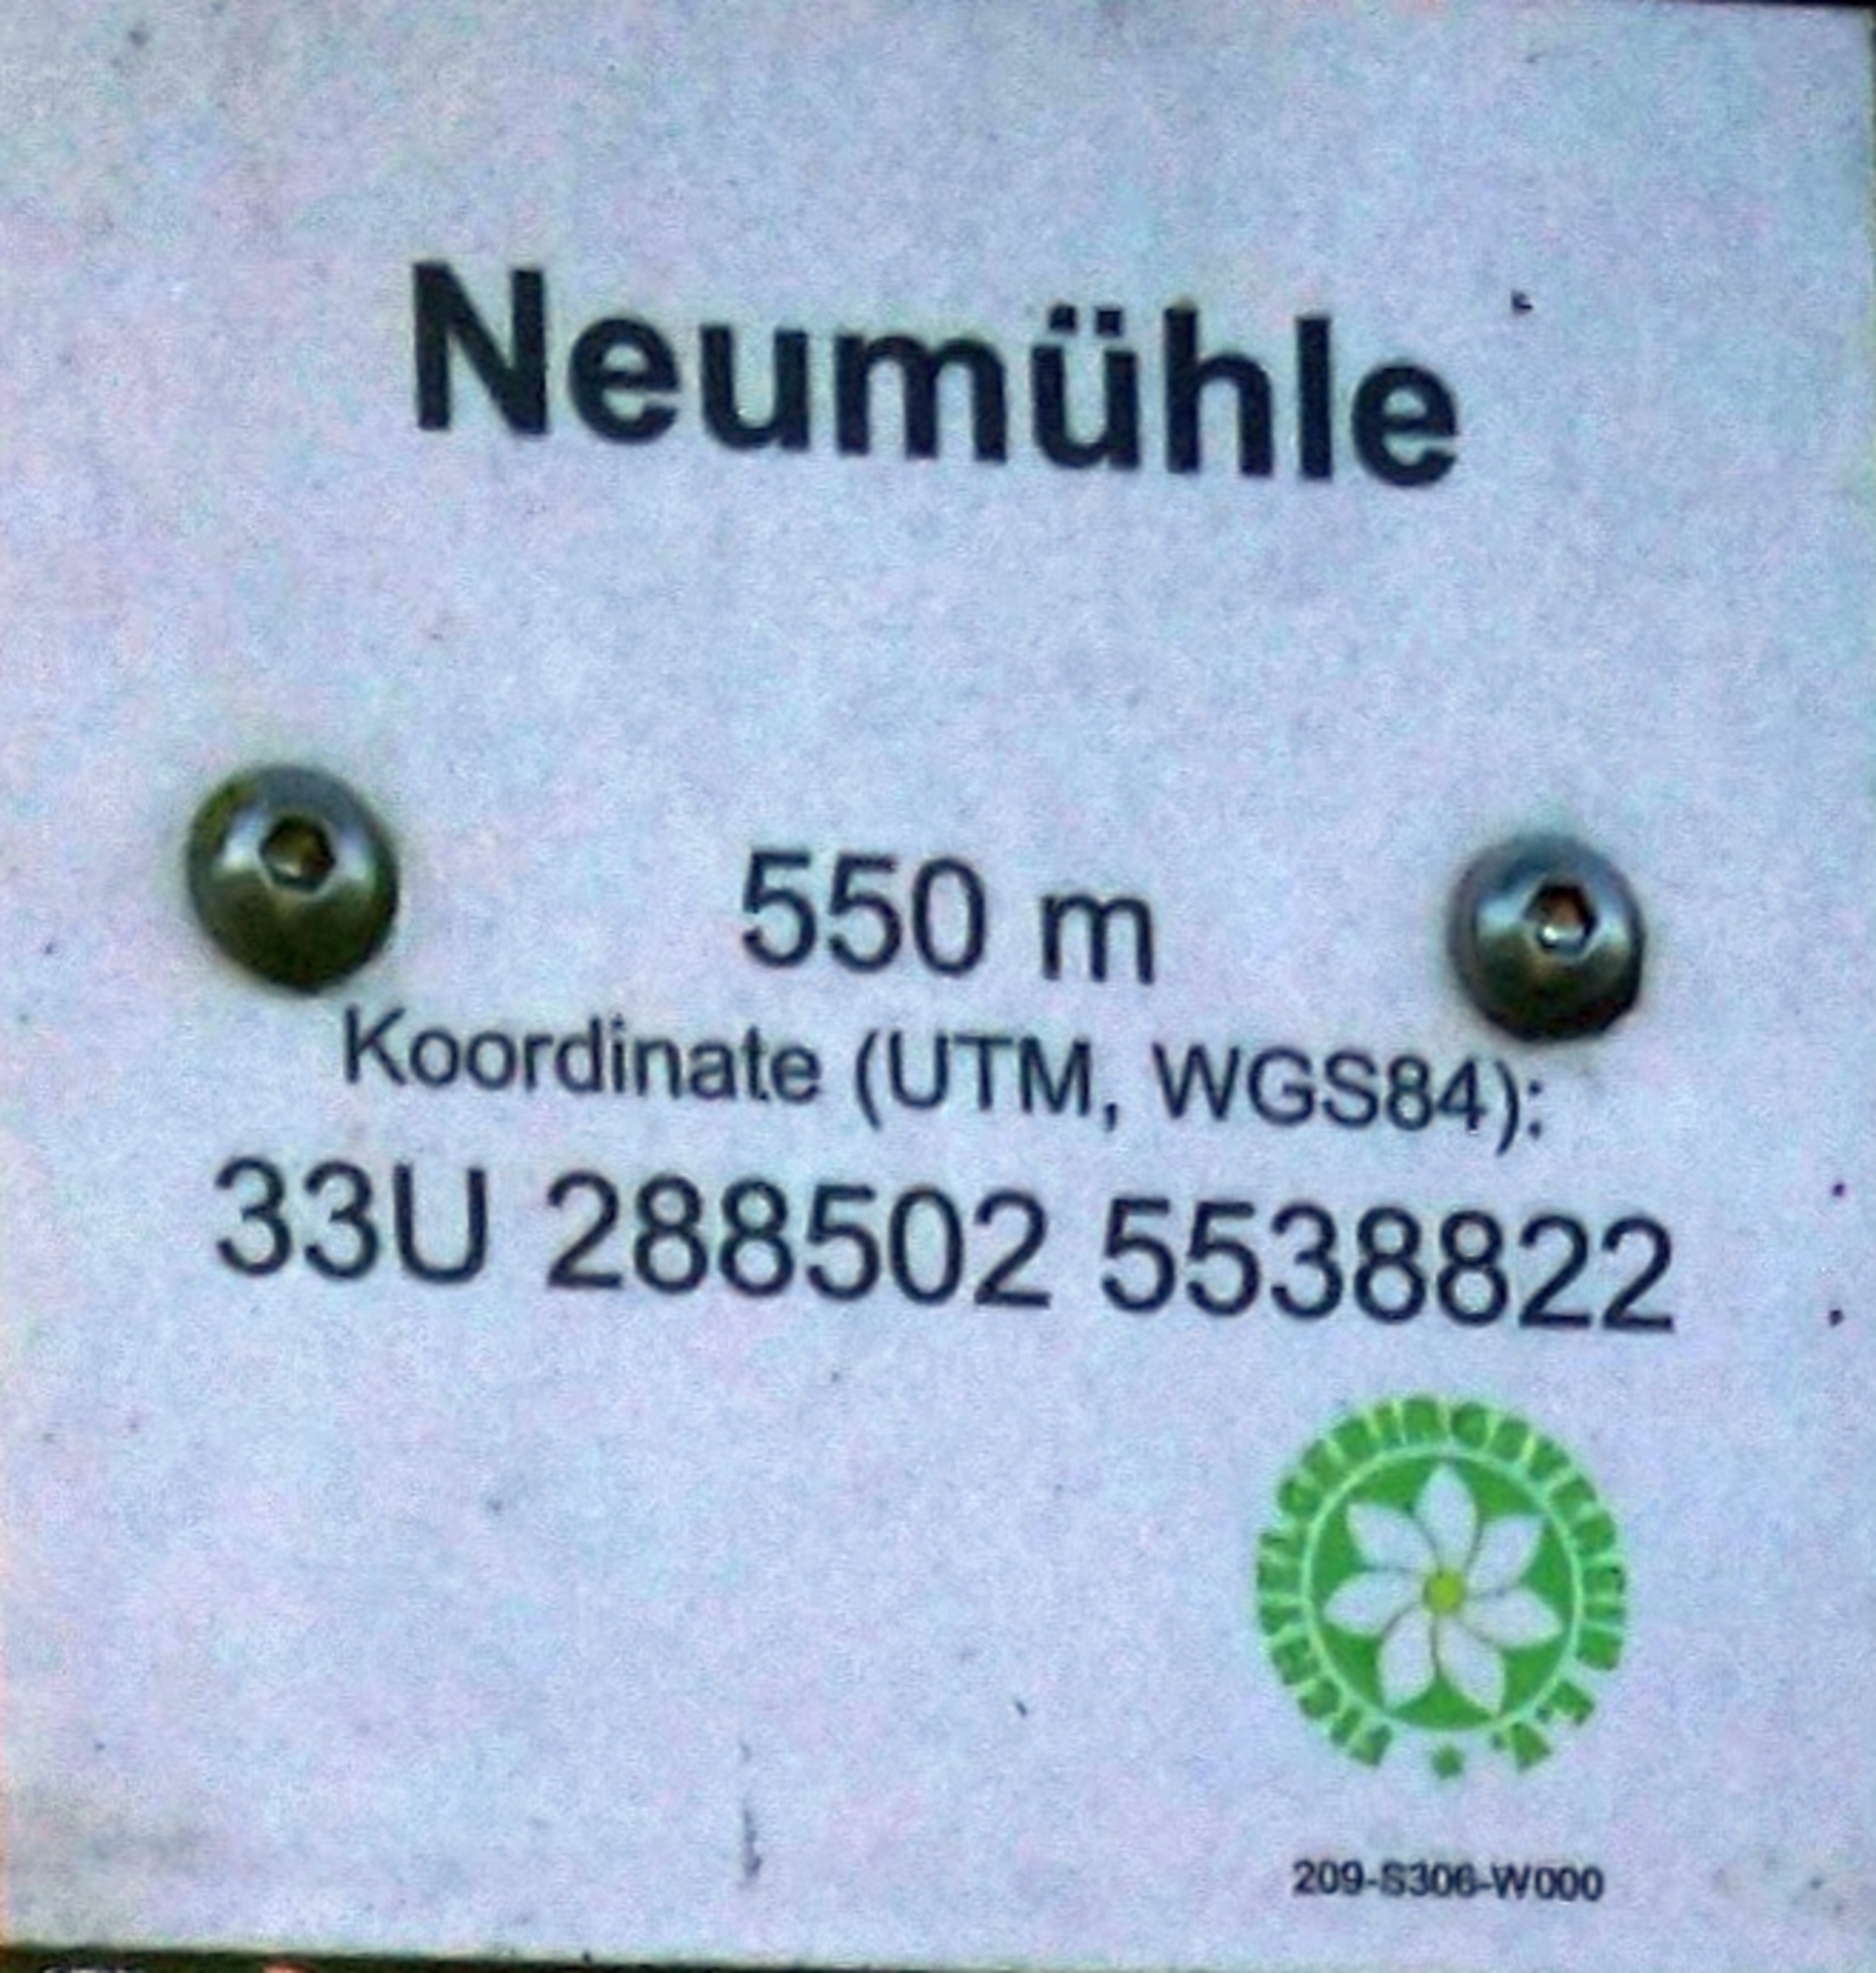 Neumühle
550 m
Koordinate (UTM, WGS84):
33U 288502 5538822
209-S306-W000